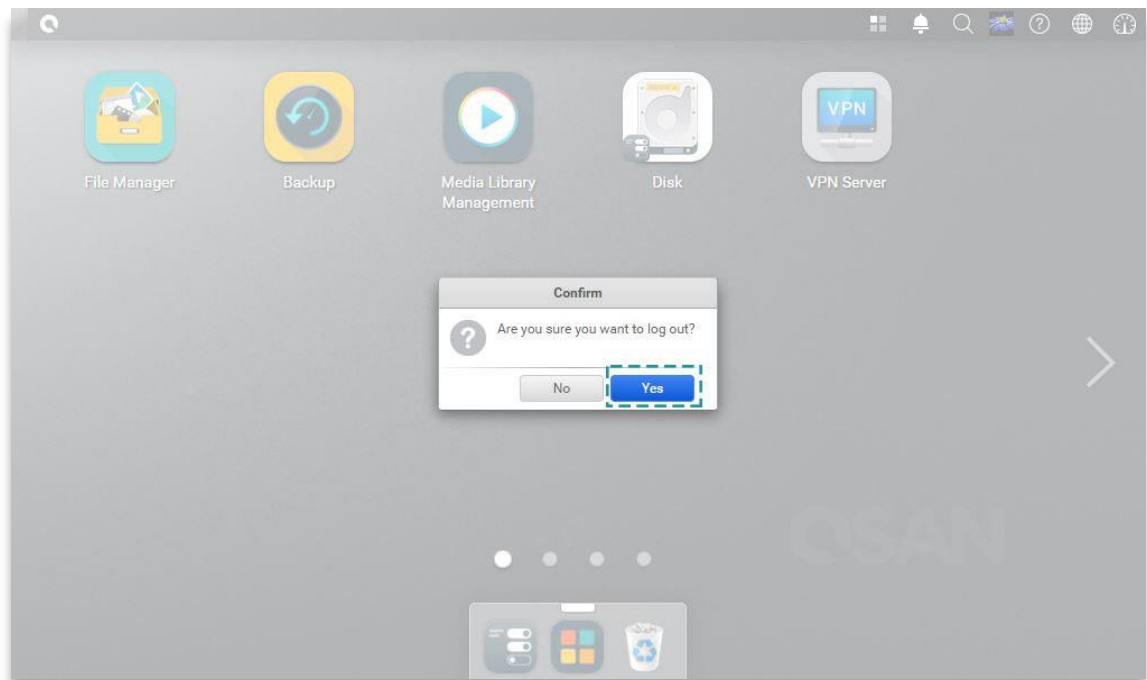 File Manager
Backup
Media Library
Management
Disk
VPN
VPN Server
Confirm
?
Are you sure you want to log out?
No
Yes
QSAN